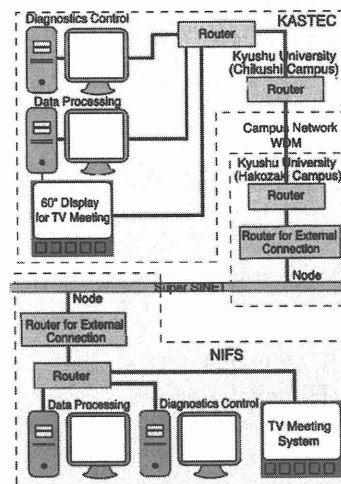 Diagnostics Control
KASTEC
Router
Kyushu University
(Chikushi Campus)
Router
Data Processing
Campus Network
WDM
Kyushu University
(Hakozaki Campus)
Router
60" Display
for TV Meeting
Router for External
Connection
Node
Super SINET
Node
Router for External
Connection
NIFS
Router
Data Processing
Diagnostics Control
TV Meeting
System